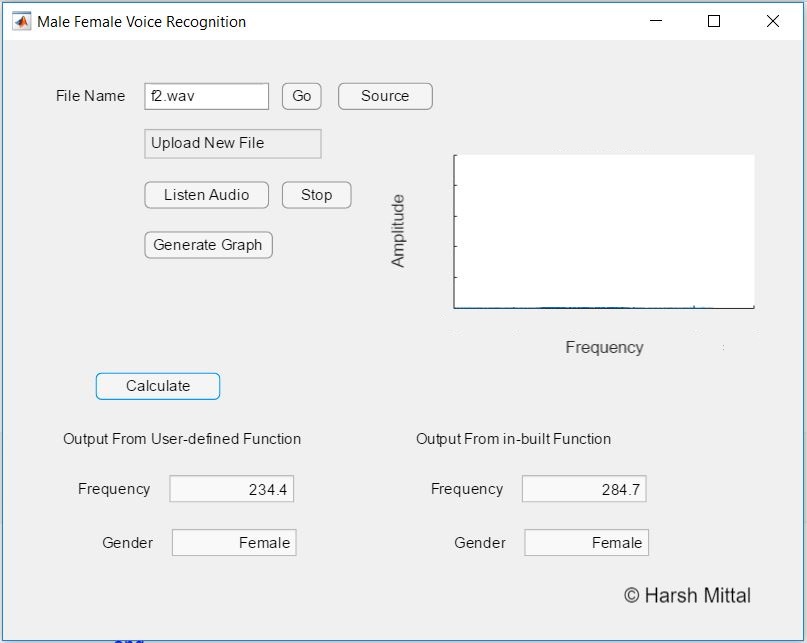 Male Female Voice Recognition
File Name f2.wav Go Source
Upload New File
Listen Audio Stop
Generate Graph
Amplitude
Frequency
Calculate
Output From User-defined Function
Output From in-built Function
Frequency 234.4
Frequency 284.7
Gender Female
Gender Female
© Harsh Mittal